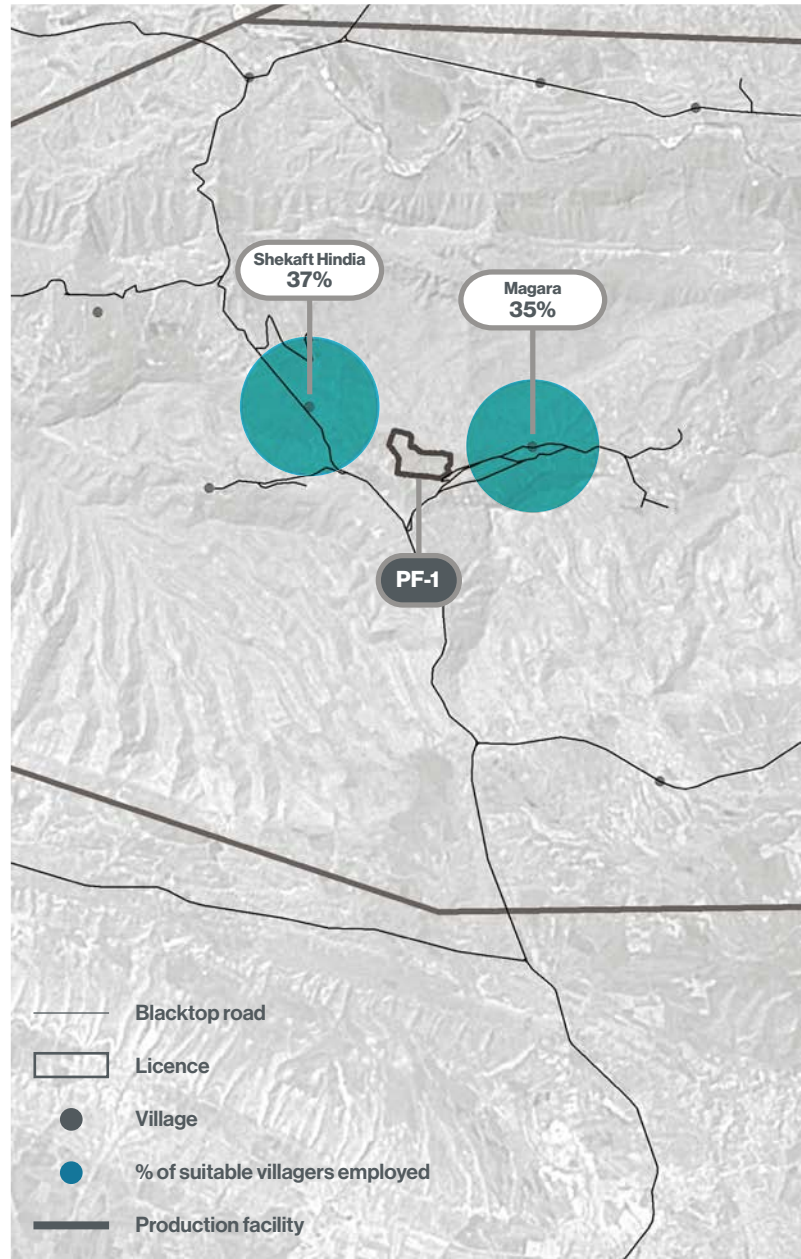 Shekaft Hindia
37%
Magara
35%
PF-1
Blacktop road
Licence
Village
% of suitable villagers employed
Production facility